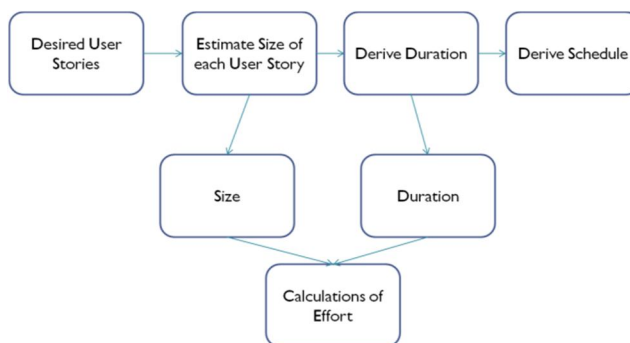 Desired User
Stories
Estimate Size of
each User Story
Derive Duration
Derive Schedule
Size
Duration
Calculations of
Effort